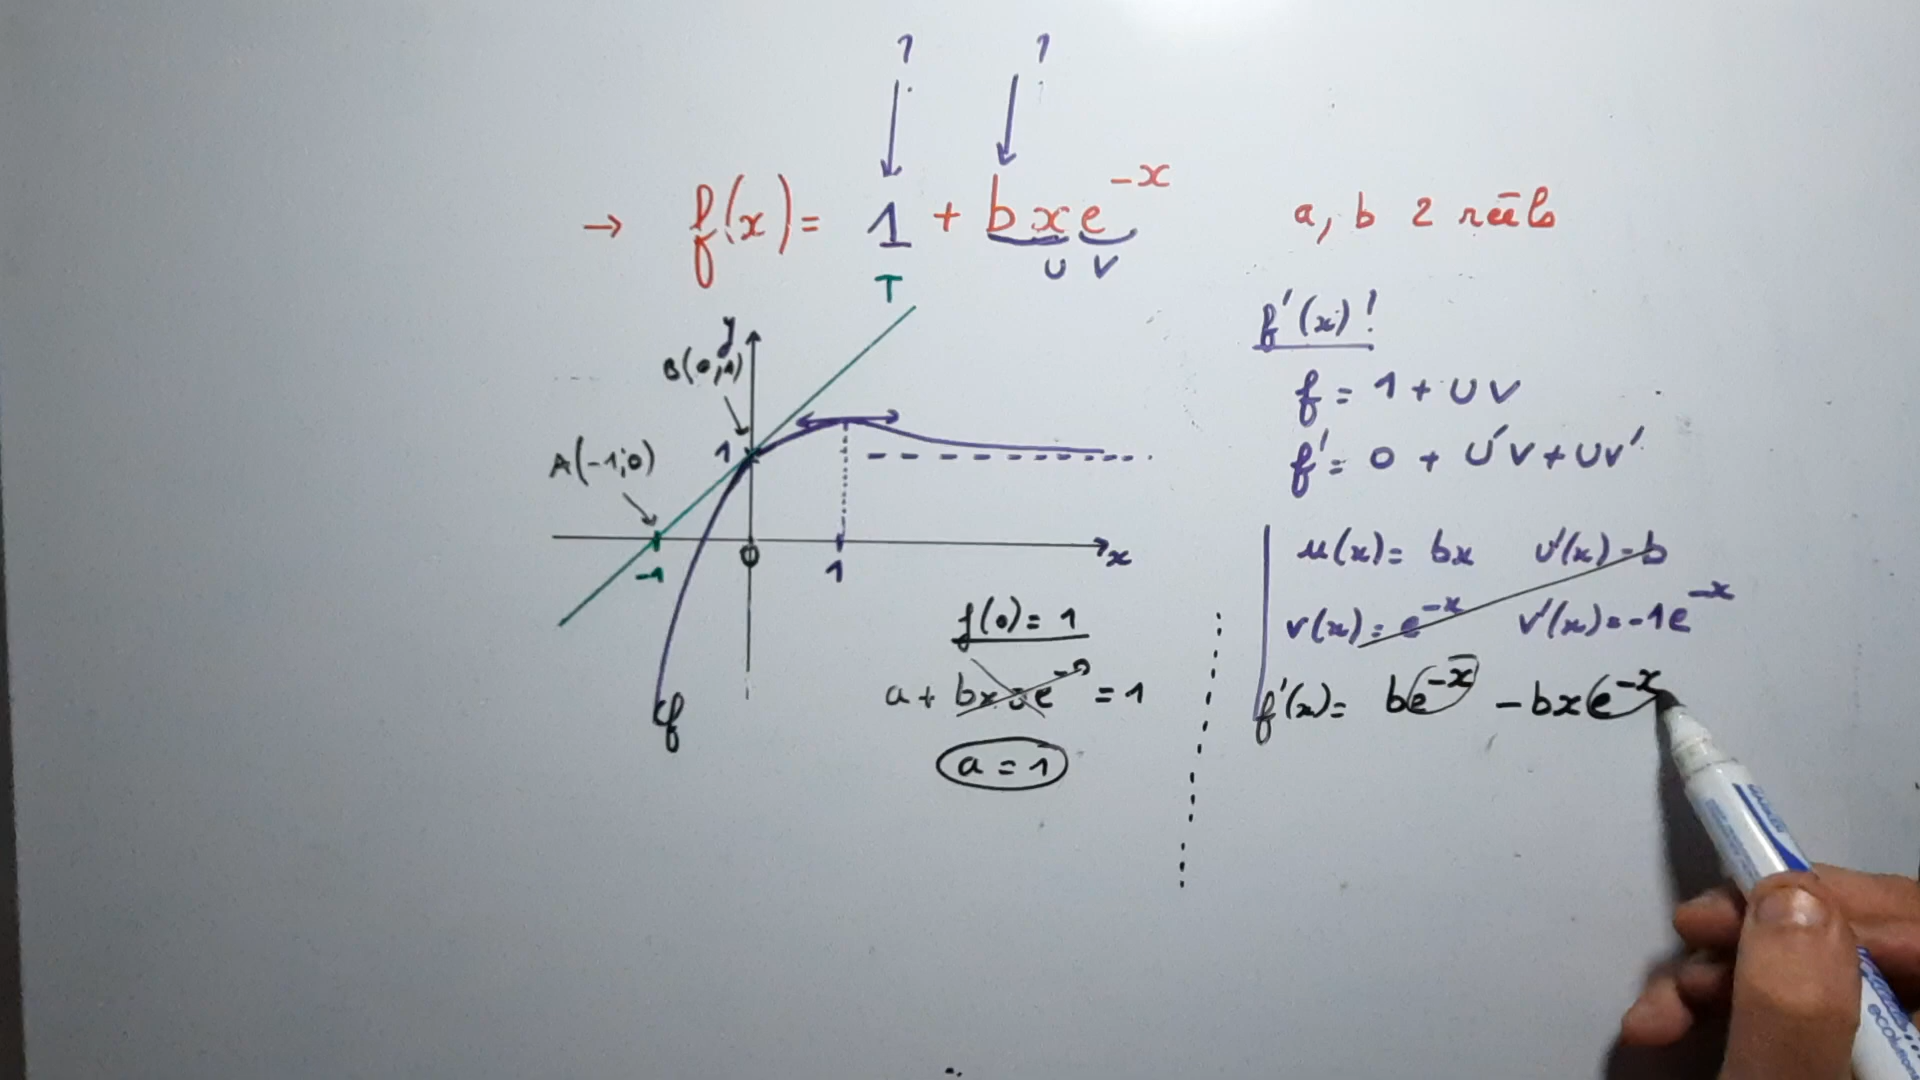 ? ?
→ f(x) = 1 + bxe^-x a, b 2 réels
U V
T
f'(x)!
y
B(0,1)
f = 1 + UV
1
A(-1;0)
f' = 0 + U'V + UV'
-1 0 1 x
u(x) = bx u'(x) = b
f(0) = 1
v(x) = e^-x v'(x) = -1e^-x
a + bx0e^-0 = 1
f'(x) = be^-x - bxe^-x
f
a = 1